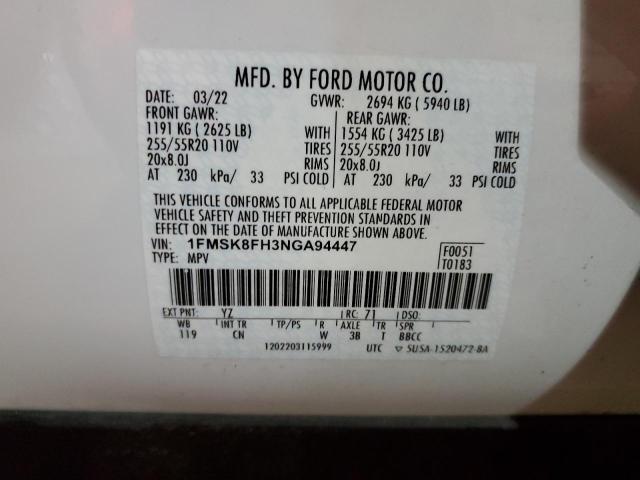 MFD. BY FORD MOTOR CO.
DATE: 03/22 GVWR: 2694 KG ( 5940 LB)
FRONT GAWR: REAR GAWR:
1191 KG ( 2625 LB) WITH 1554 KG ( 3425 LB) WITH
255/55R20 110V TIRES 255/55R20 110V TIRES
20x8.0J RIMS 20x8.0J RIMS
AT 230 kPa/ 33 PSI COLD AT 230 kPa/ 33 PSI COLD
THIS VEHICLE CONFORMS TO ALL APPLICABLE FEDERAL MOTOR
VEHICLE SAFETY AND THEFT PREVENTION STANDARDS IN
EFFECT ON THE DATE OF MANUFACTURE SHOWN ABOVE.
VIN: 1FMSK8FH3NGA94447 F0051
TYPE: MPV T0183
EXT PNT: YZ RC: 71 DSO:
WB INT TR TP/PS R AXLE TR SPR
119 CN W 3B T BBCC
1202203115999 UTC ▽ 5USA-1520472-BA